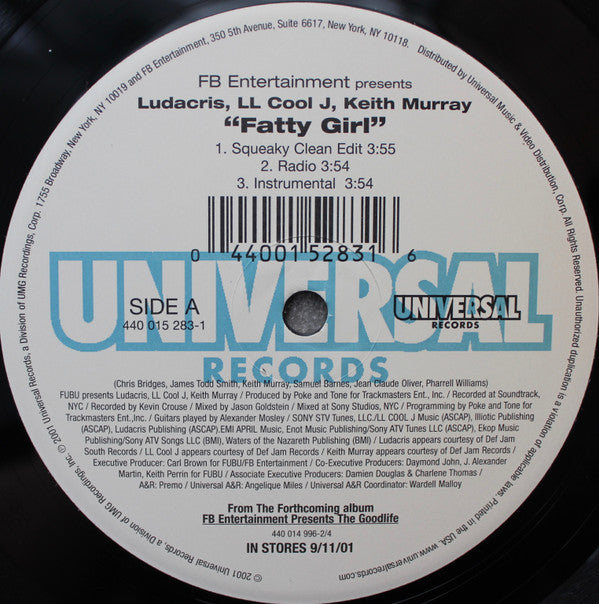 Corp. 1755 Broadway, New York, NY 10019 and FB Entertainment, 350 5th Avenue, Suite 6617, New York, NY 10118. Distributed by Universal Music & Video Distribution, Corp. All Rights Reserved. Unauthorized duplication is a violation of applicable laws. Printed in the USA. www.universalrecords.com
FB Entertainment presents
Ludacris, LL Cool J, Keith Murray
“Fatty Girl”
1. Squeaky Clean Edit 3:55
2. Radio 3:54
3. Instrumental 3:54
0 44001 52831 6
UNIVERSAL
RECORDS
SIDE A
440 015 283-1
UNIVERSAL
RECORDS
(Chris Bridges, James Todd Smith, Keith Murray, Samuel Barnes, Jean Claude Oliver, Pharrell Williams)
FUBU presents Ludacris, LL Cool J, Keith Murray / Produced by Poke and Tone for Trackmasters Ent., Inc. / Recorded at Soundtrack,
NYC / Recorded by Kevin Crouse / Mixed by Jason Goldstein / Mixed at Sony Studios, NYC / Programming by Poke and Tone for
Trackmasters Ent., Inc / Guitars played by Alexander Mosley / SONY STV Tunes, LLC./LL COOL J Music (ASCAP), Illiotic Publishing
(ASCAP), Ludacris Publishing (ASCAP).EMI APRIL Music, Enot Music Publishing/Sony ATV Tunes LLC (ASCAP), Ekop Music
Publishing/Sony ATV Songs LLC (BMI), Waters of the Nazareth Publishing (BMI) / Ludacris appears courtesy of Def Jam
South Records / LL Cool J appears courtesy of Def Jam Records / Keith Murray appears courtesy of Def Jam Records /
Executive Producer: Carl Brown for FUBU/FB Entertainment / Co-Executive Producers: Daymond John, J. Alexander
Martin, Keith Perrin for FUBU / Associate Executive Producers: Damien Douglas & Charlene Thomas /
A&R: Premo / Universal A&R: Angelique Miles / Universal A&R Coordinator: Wardell Malloy
From The Forthcoming album
FB Entertainment Presents The Goodlife
440 014 996-2/4
IN STORES 9/11/01
© 2001 Universal Records, a Division of UMG Recordings, Inc. ℗ 2001 Universal Records, a Division of UMG Recordings,